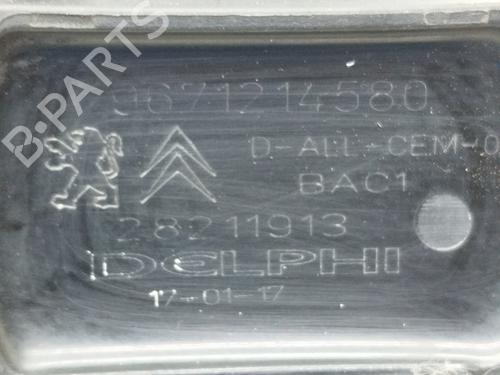 B-PARTS
9671214580
D-ALL-CEM-0
BAC1
28211913
DELPHI
17-01-17